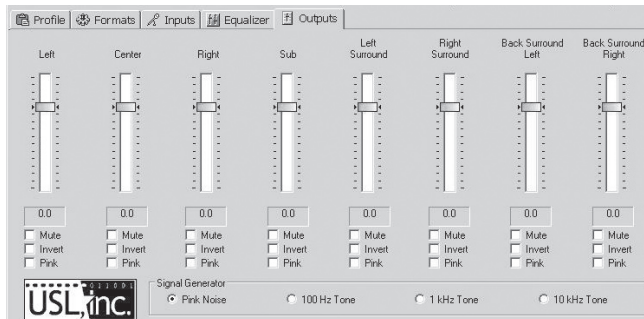 Profile Formats Inputs Equalizer Outputs
Left Center Right Sub Left Surround Right Surround Back Surround Left Back Surround Right
0.0 0.0 0.0 0.0 0.0 0.0 0.0 0.0
Mute Mute Mute Mute Mute Mute Mute Mute
Invert Invert Invert Invert Invert Invert Invert Invert
Pink Pink Pink Pink Pink Pink Pink Pink
011001
USL, inc.
Signal Generator
Pink Noise 100 Hz Tone 1 kHz Tone 10 kHz Tone